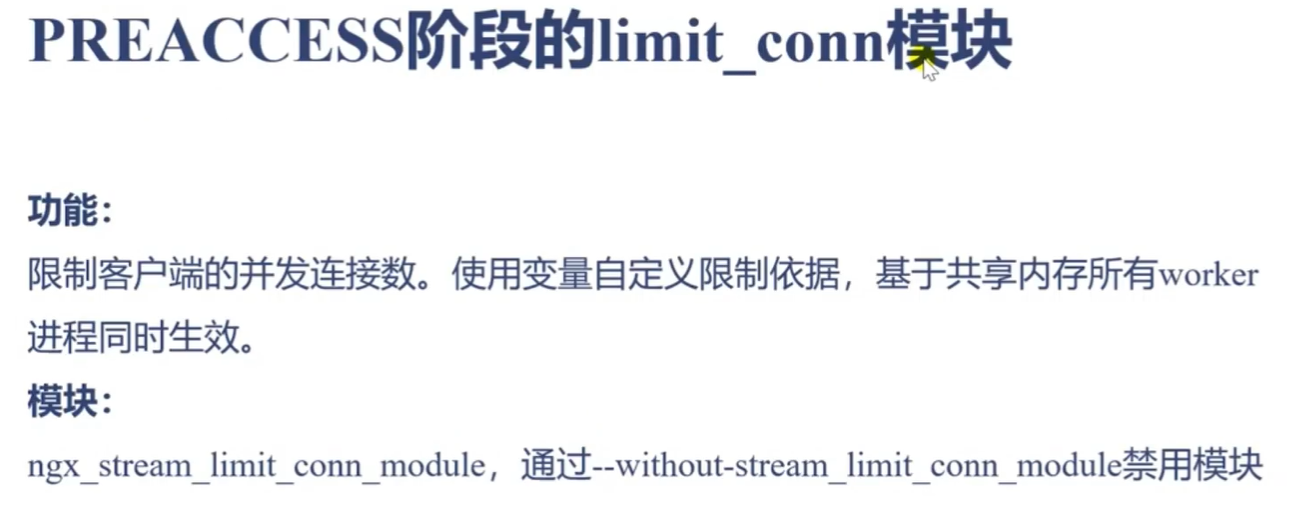 PREACCESS阶段的limit_conn模块
功能：
限制客户端的并发连接数。使用变量自定义限制依据，基于共享内存所有worker
进程同时生效。
模块：
ngx_stream_limit_conn_module，通过--without-stream_limit_conn_module禁用模块